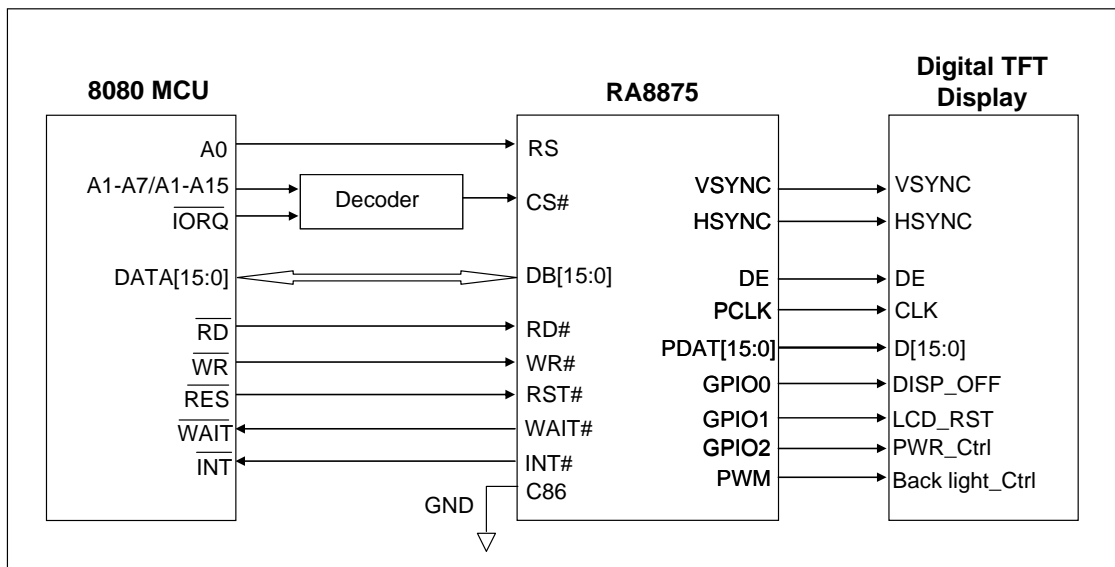 8080 MCU
A0
A1-A7/A1-A15
IORQ
DATA[15:0]
RD
WR
RES
WAIT
INT
Decoder
GND
RA8875
RS
CS#
DB[15:0]
RD#
WR#
RST#
WAIT#
INT#
C86
VSYNC
HSYNC
DE
PCLK
PDAT[15:0]
GPIO0
GPIO1
GPIO2
PWM
Digital TFT
Display
VSYNC
HSYNC
DE
CLK
D[15:0]
DISP_OFF
LCD_RST
PWR_Ctrl
Back light_Ctrl